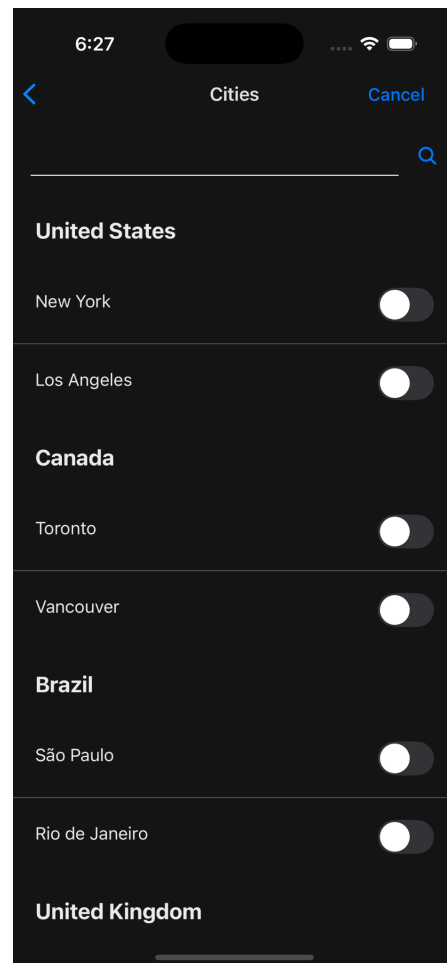 6:27
Cities
Cancel
United States
New York
Los Angeles
Canada
Toronto
Vancouver
Brazil
São Paulo
Rio de Janeiro
United Kingdom